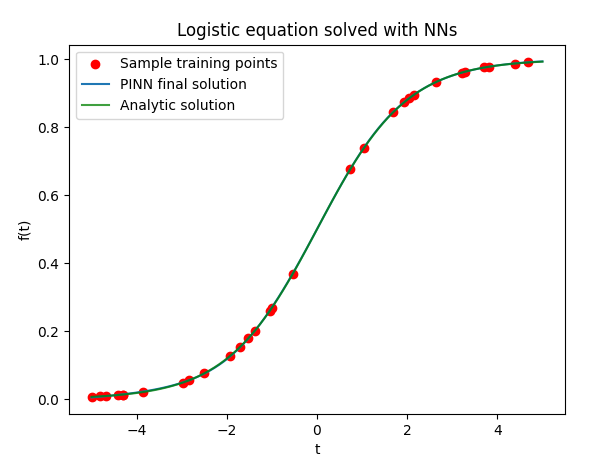 Logistic equation solved with NNs
Sample training points
PINN final solution
Analytic solution
1.0
0.8
0.6
0.4
0.2
0.0
f(t)
−4
−2
0
2
4
t